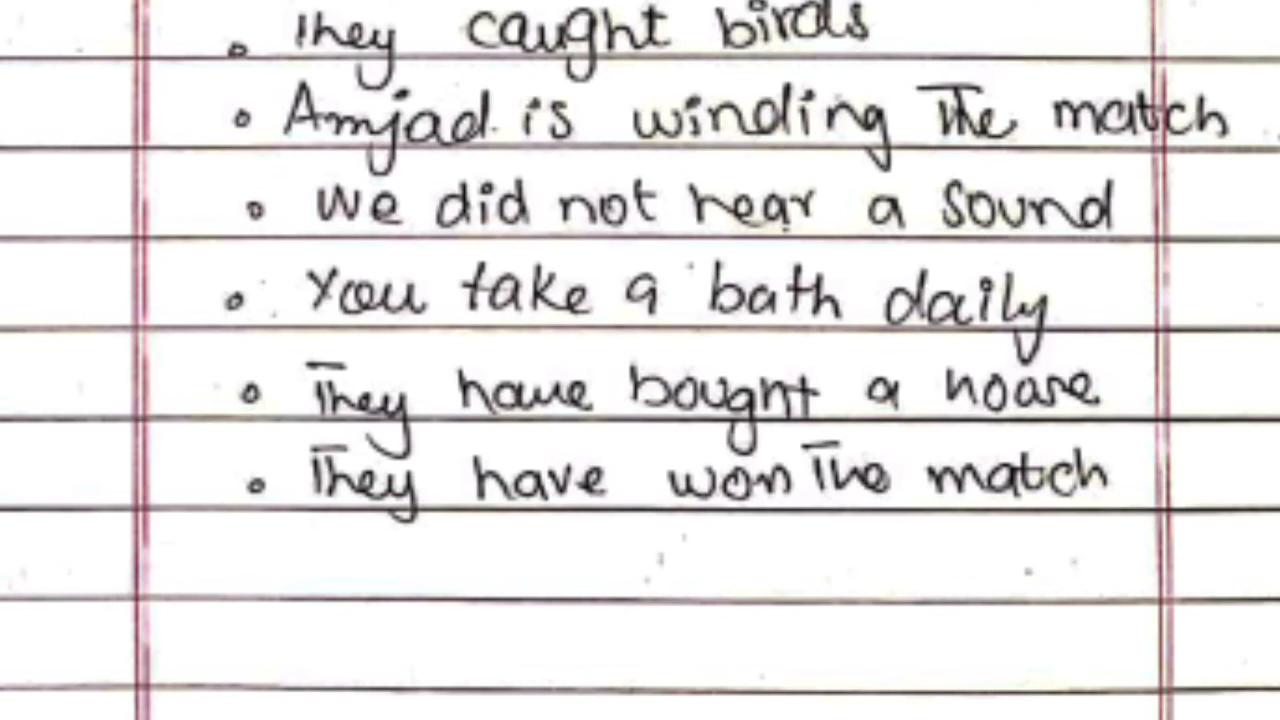 • They caught birds
• Amjad is winding The match
• We did not hear a sound
• You take a bath daily
• They have bought a hoase
• They have won The match